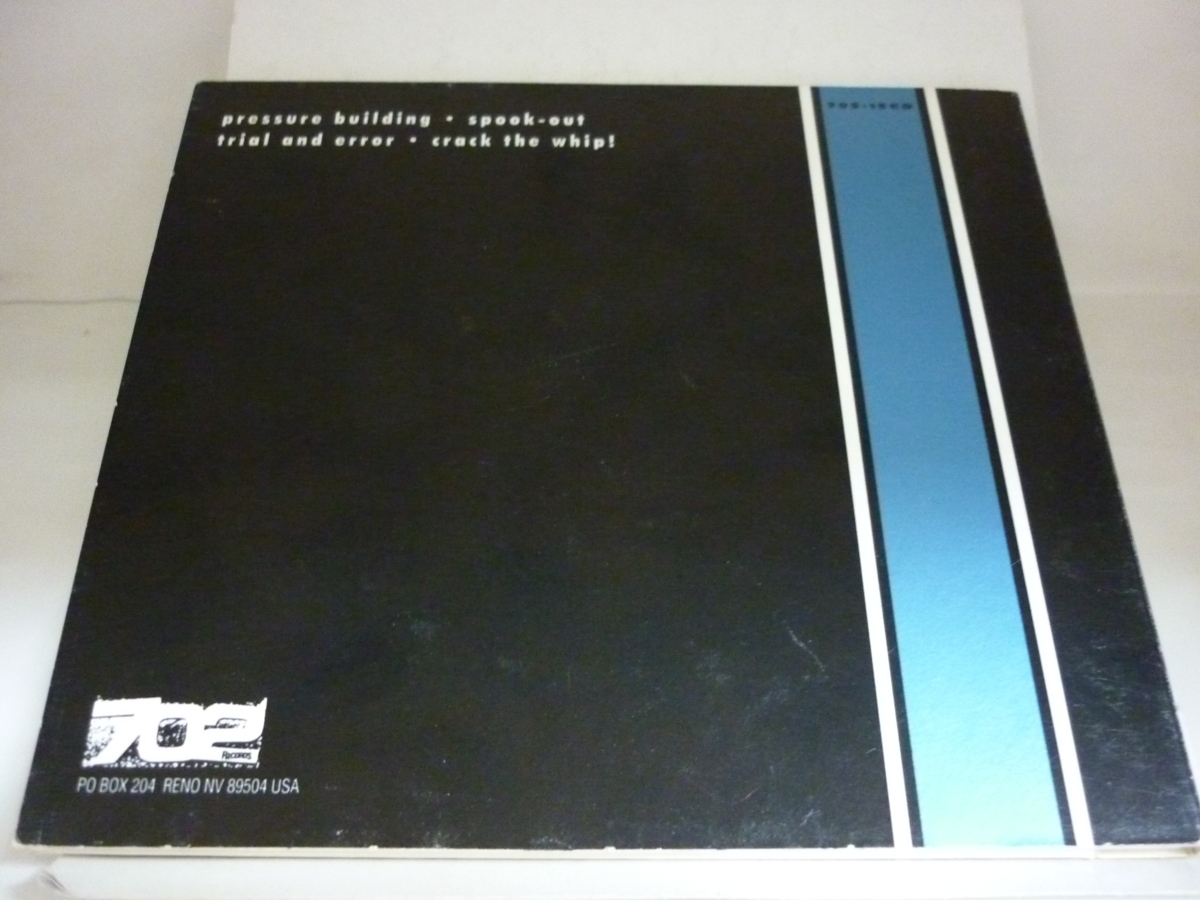 pressure building • spook-out
trial and error • crack the whip!
702
Records
PO BOX 204 RENO NV 89504 USA